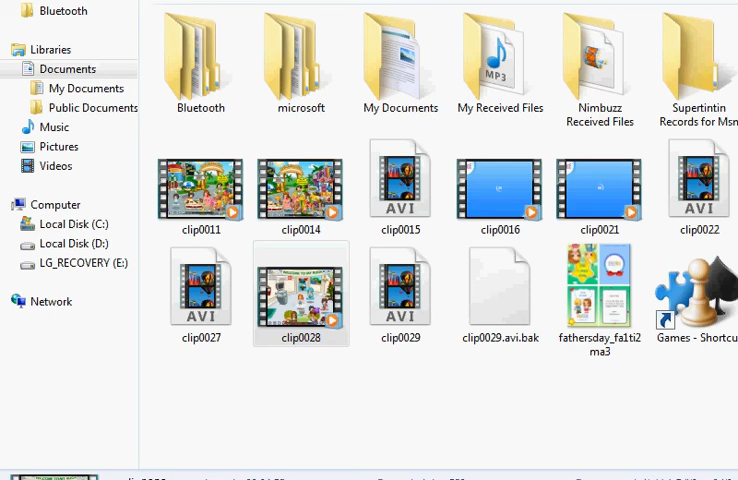 Bluetooth
Libraries
Documents
My Documents
Public Documents
Music
Pictures
Videos
Computer
Local Disk (C:)
Local Disk (D:)
LG_RECOVERY (E:)
Network
Bluetooth
microsoft
My Documents
MP3
My Received Files
Nimbuzz
Received Files
Supertintin
Records for Msn
clip0011
clip0014
AVI
clip0015
clip0016
clip0021
AVI
clip0022
AVI
clip0027
clip0028
AVI
clip0029
clip0029.avi.bak
fathersday_fa1ti2
ma3
Games - Shortcu